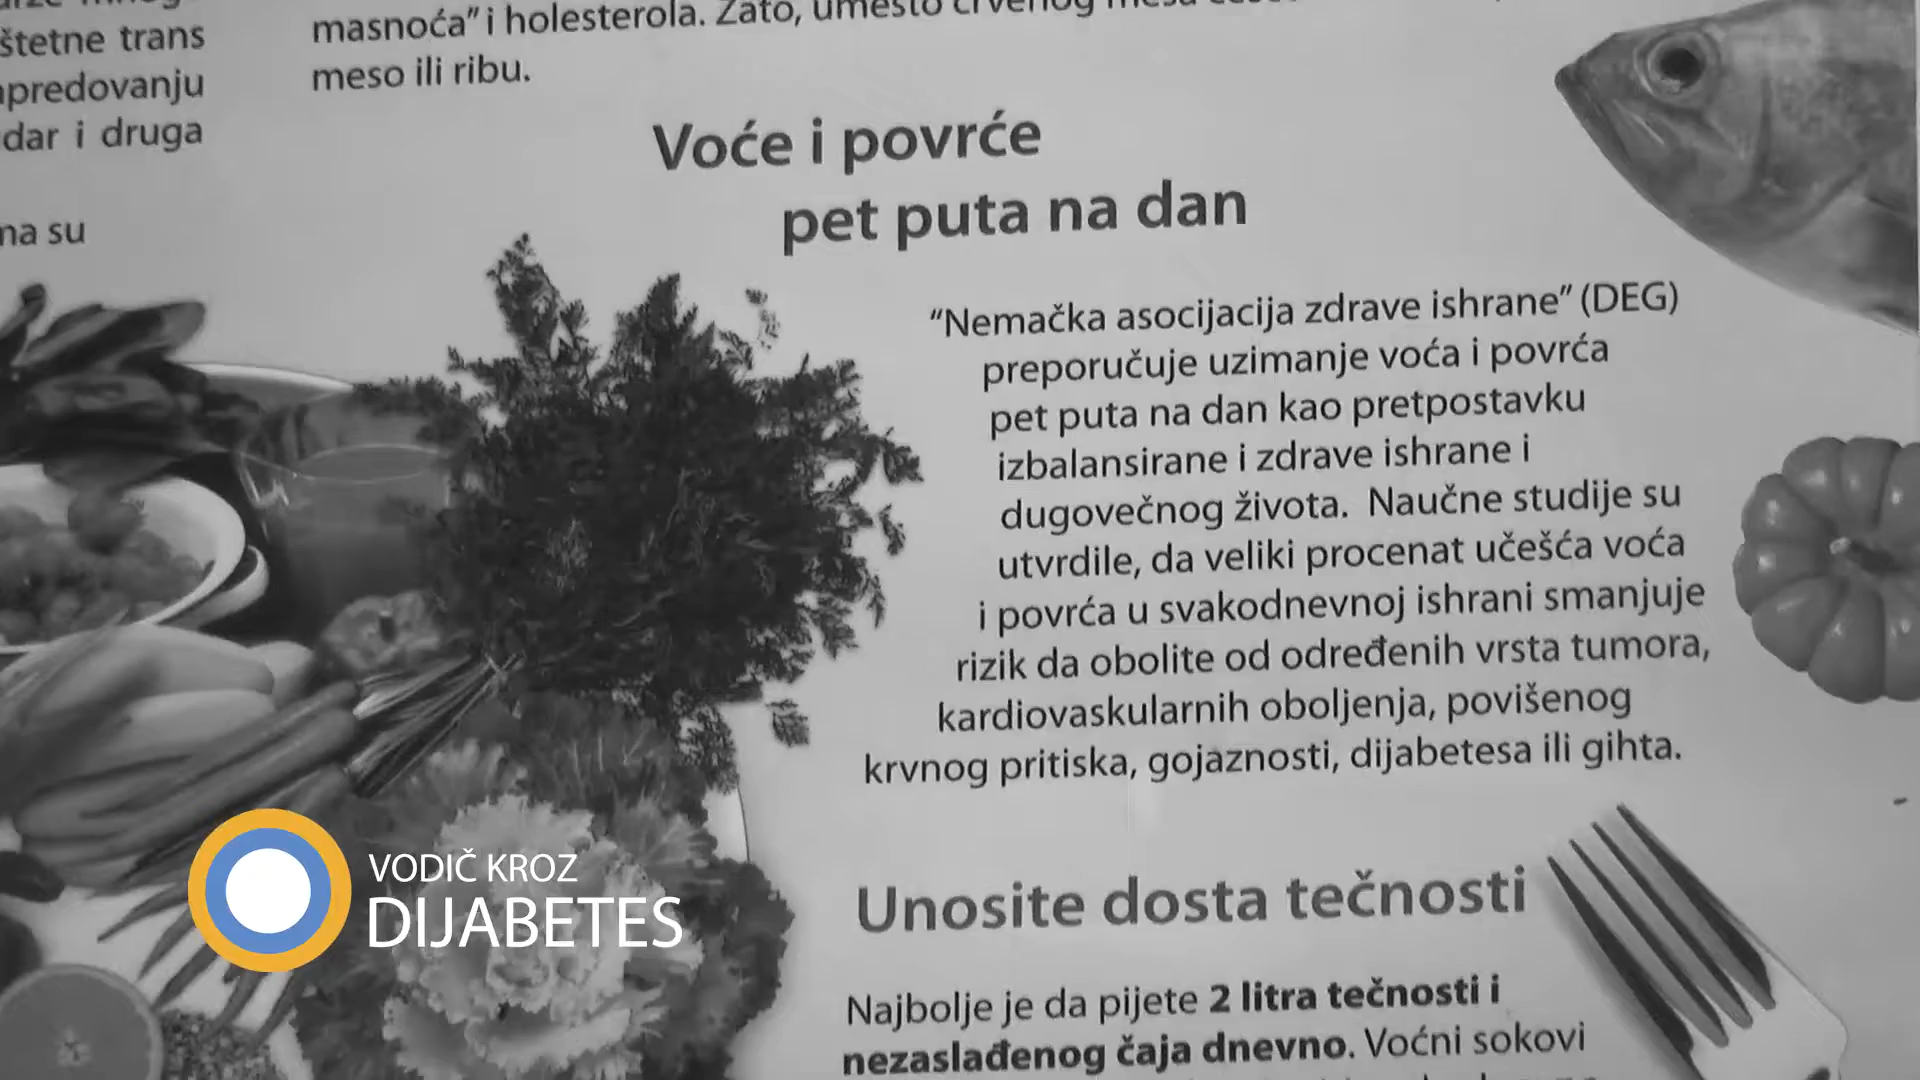 štetne trans
dar i druga
su
masnoća" i holesterola. Zato, umesto crvenog mesa
meso ili ribu.
Voće i povrće
pet puta na dan
“Nemačka asocijacija zdrave ishrane” (DEG)
preporučuje uzimanje voća i povrća
pet puta na dan kao pretpostavku
izbalansirane i zdrave ishrane i
dugovečnog života. Naučne studije su
utvrdile, da veliki procenat učešća voća
i povrća u svakodnevnoj ishrani smanjuje
rizik da obolite od određenih vrsta tumora,
kardiovaskularnih oboljenja, povišenog
krvnog pritiska, gojaznosti, dijabetesa ili gihta.
Unosite dosta tečnosti
Najbolje je da pijete 2 litra tečnosti i
nezaslađenog čaja dnevno. Voćni sokovi
VODIČ KROZ
DIJABETES